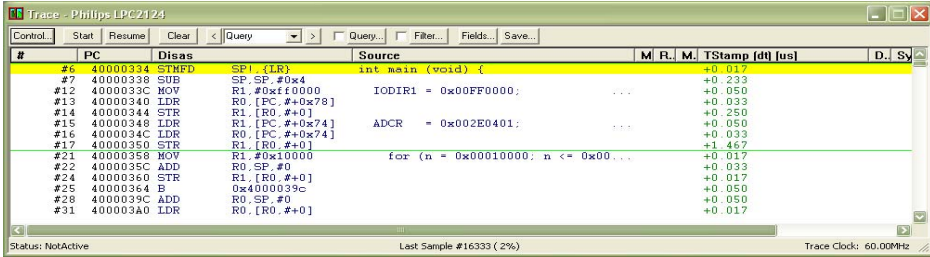 Trace - Philips LPC2124
Control... Start Resume Clear < Query > Query... Filter... Fields... Save...
# PC Disas Source M R.. M. TStamp [dt] [us] D.. Sy
#6 40000334 STMFD SP!,{LR} int main (void) { +0.017
#7 40000338 SUB SP,SP,#0x4 +0.233
#12 4000033C MOV R1,#0xff0000 IODIR1 = 0x00FF0000; ... +0.050
#13 40000340 LDR R0,[PC,#+0x78] +0.033
#14 40000344 STR R1,[R0,#+0] +0.250
#15 40000348 LDR R1,[PC,#+0x74] ADCR = 0x002E0401; ... +0.050
#16 4000034C LDR R0,[PC,#+0x74] +0.033
#17 40000350 STR R1,[R0,#+0] +1.467
#21 40000358 MOV R1,#0x10000 for (n = 0x00010000; n <= 0x00... +0.017
#22 4000035C ADD R0,SP,#0 +0.033
#24 40000360 STR R1,[R0,#+0] +0.017
#25 40000364 B 0x4000039c +0.050
#28 4000039C ADD R0,SP,#0 +0.050
#31 400003A0 LDR R0,[R0,#+0] +0.017
Status: NotActive Last Sample #16333 ( 2%) Trace Clock: 60.00MHz